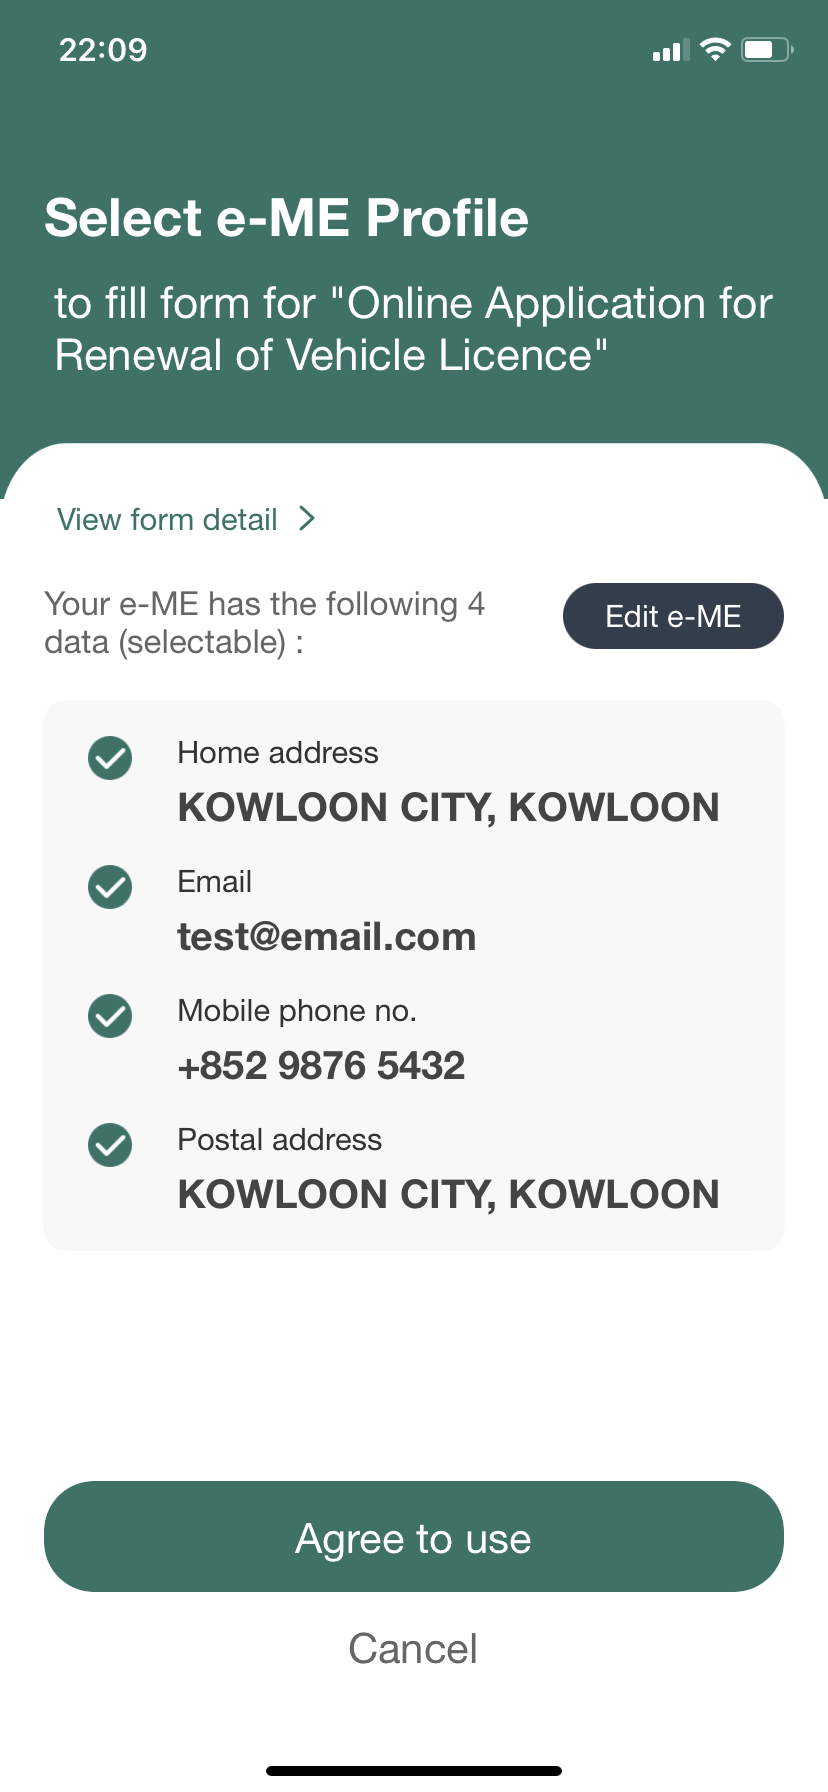 22:09
Select e-ME Profile
to fill form for "Online Application for
Renewal of Vehicle Licence"
View form detail
Your e-ME has the following 4
data (selectable) :
Edit e-ME
Home address
KOWLOON CITY, KOWLOON
Email
test@email.com
Mobile phone no.
+852 9876 5432
Postal address
KOWLOON CITY, KOWLOON
Agree to use
Cancel